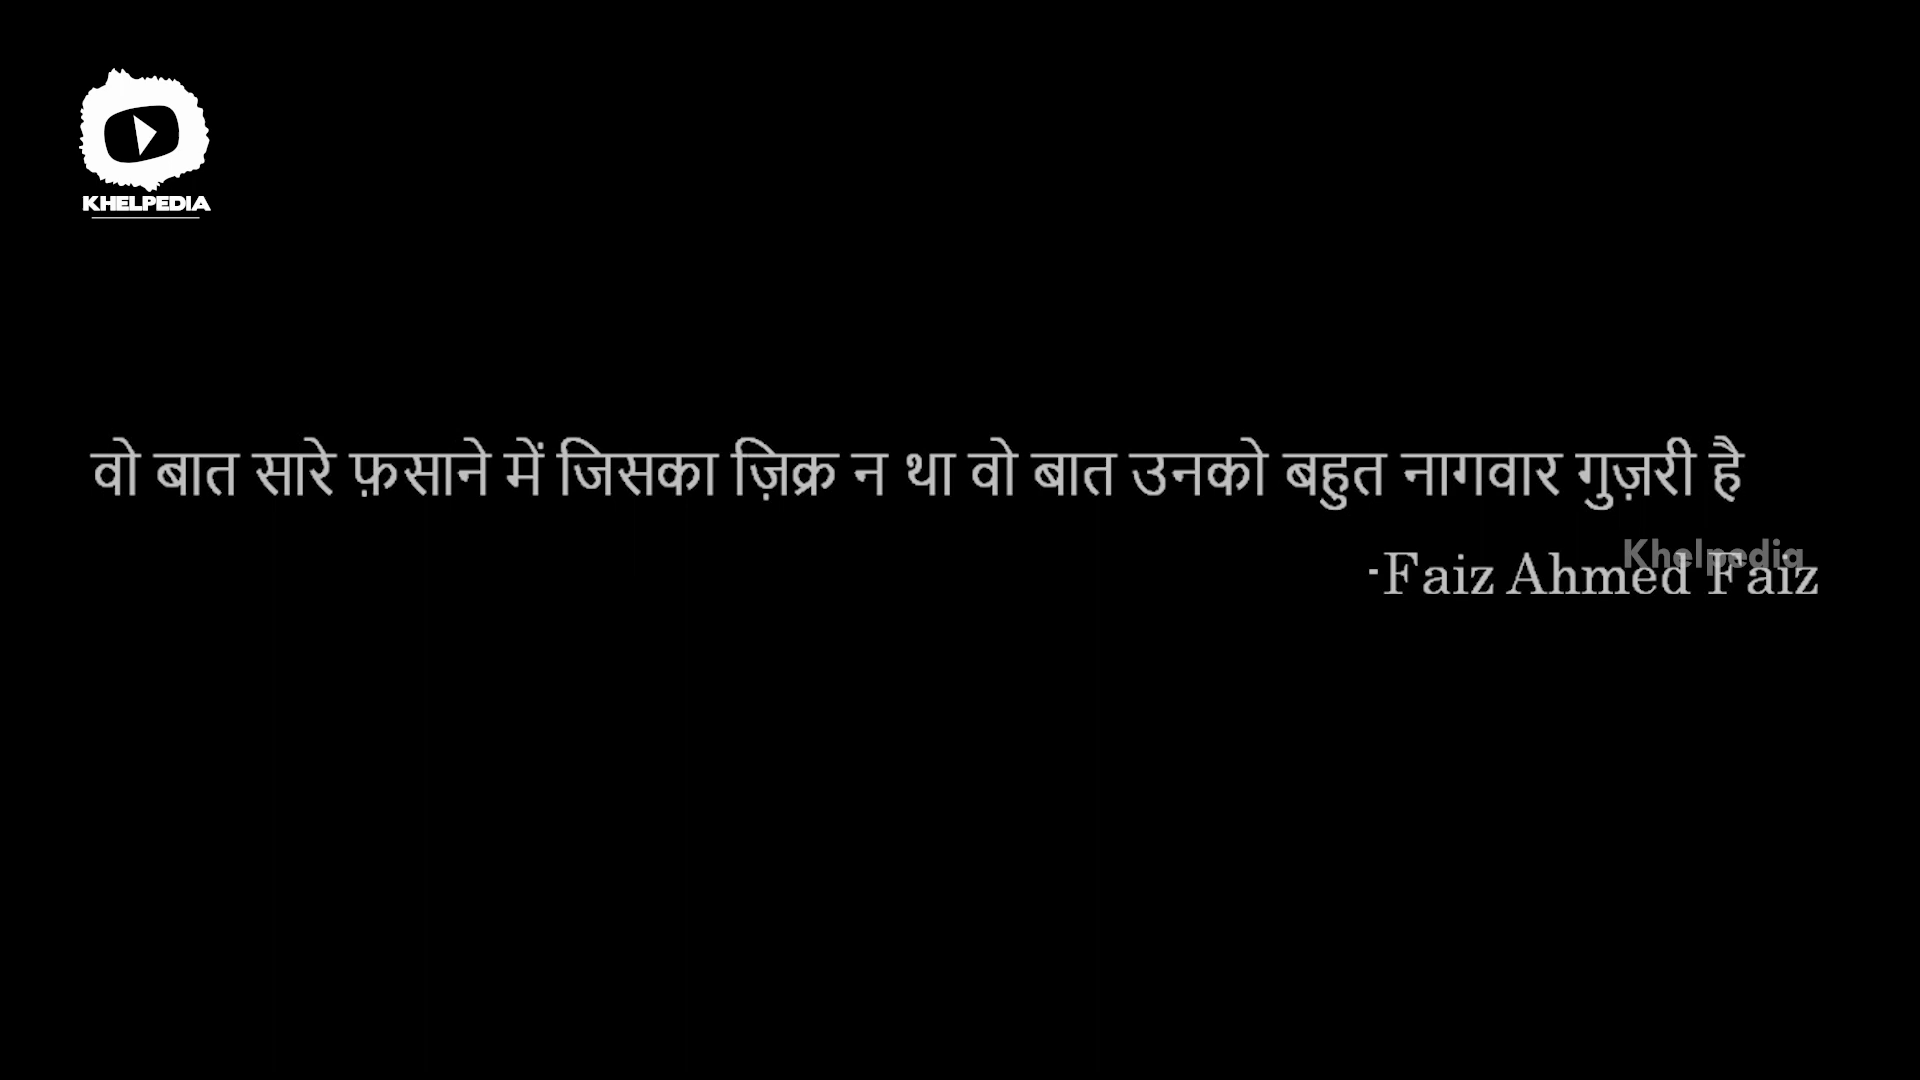 KHELPEDIA
वो बात सारे फ़साने में जिसका ज़िक्र न था वो बात उनको बहुत नागवार गुज़री है
Khelpedia
-Faiz Ahmed Faiz